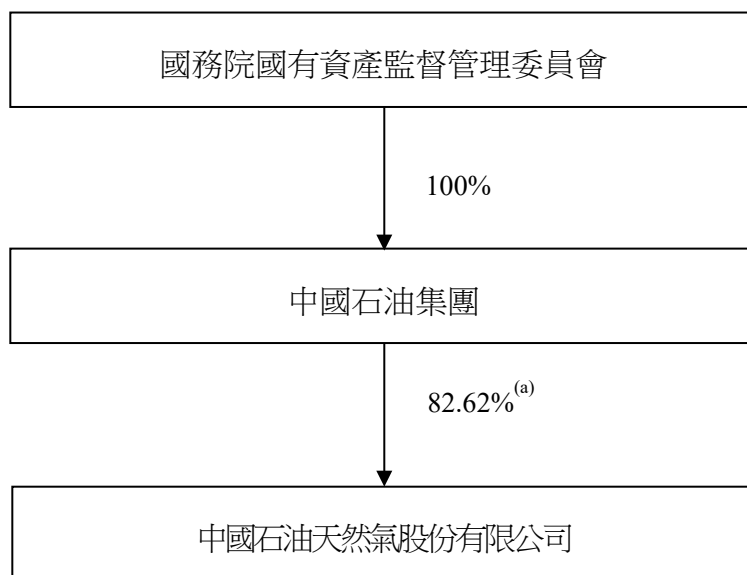 國務院國有資產監督管理委員會
100%
中國石油集團
82.62%(a)
中國石油天然氣股份有限公司